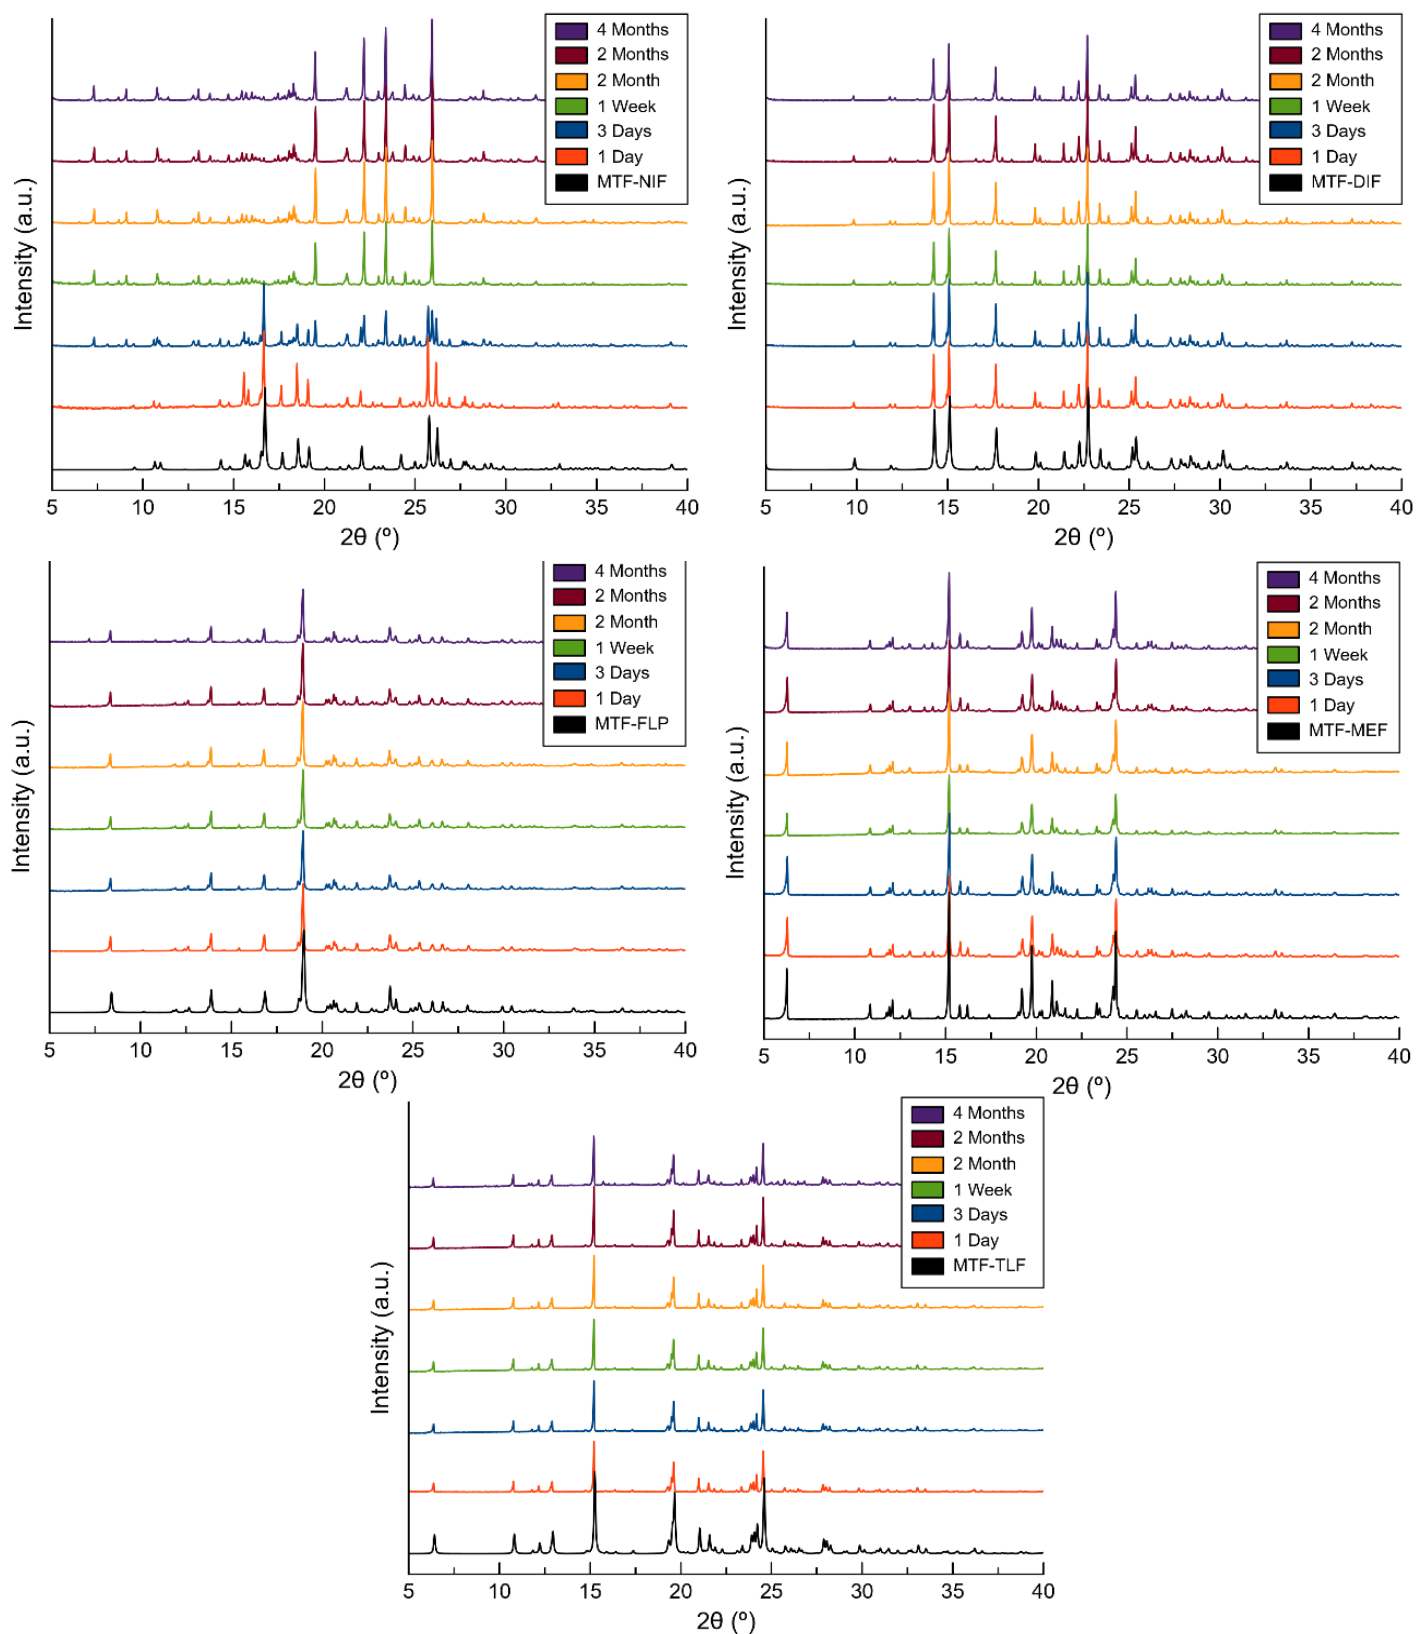 4 Months
2 Months
2 Month
1 Week
3 Days
1 Day
MTF-NIF
Intensity (a.u.)
5 10 15 20 25 30 35 40
2θ (º)
4 Months
2 Months
2 Month
1 Week
3 Days
1 Day
MTF-DIF
Intensity (a.u.)
5 10 15 20 25 30 35 40
2θ (º)
4 Months
2 Months
2 Month
1 Week
3 Days
1 Day
MTF-FLP
Intensity (a.u.)
5 10 15 20 25 30 35 40
2θ (º)
4 Months
2 Months
2 Month
1 Week
3 Days
1 Day
MTF-MEF
Intensity (a.u.)
5 10 15 20 25 30 35 40
2θ (º)
4 Months
2 Months
2 Month
1 Week
3 Days
1 Day
MTF-TLF
Intensity (a.u.)
5 10 15 20 25 30 35 40
2θ (º)